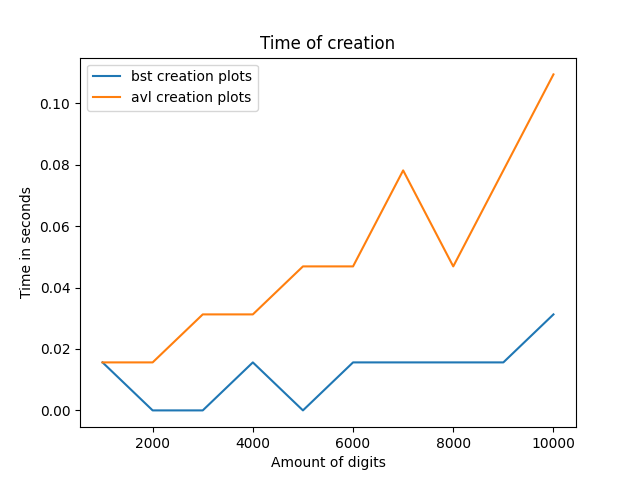 Time of creation
bst creation plots
avl creation plots
0.10
0.08
0.06
0.04
0.02
0.00
Time in seconds
2000 4000 6000 8000 10000
Amount of digits